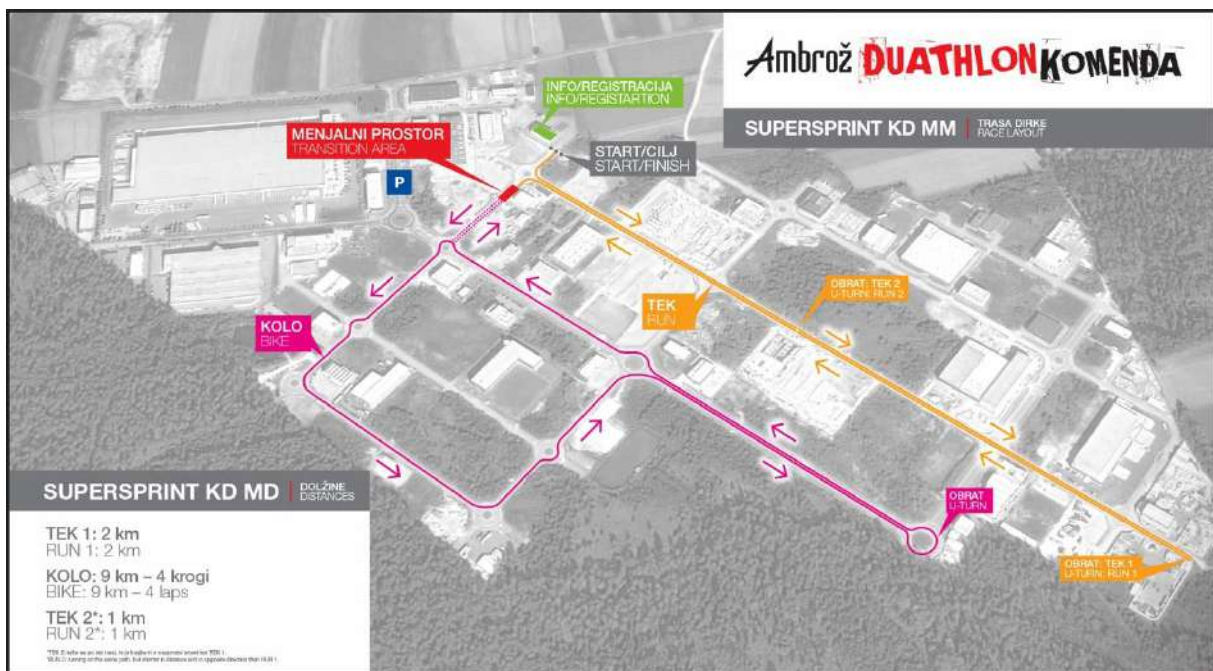 Ambrož DUATHLON KOMENDA
SUPERSPRINT KD MM
TRASA DIRKE
RACE LAYOUT
INFO/REGISTRACIJA
INFO/REGISTARTION
MENJALNI PROSTOR
TRANSITION AREA
START/CILJ
START/FINISH
P
OBRAT: TEK 2
U-TURN: RUN 2
TEK
RUN
KOLO
BIKE
OBRAT
U-TURN
OBRAT: TEK 1
U-TURN: RUN 1
SUPERSPRINT KD MD
DOLŽINE
DISTANCES
TEK 1: 2 km
RUN 1: 2 km
KOLO: 9 km – 4 krogi
BIKE: 9 km – 4 laps
TEK 2*: 1 km
RUN 2*: 1 km